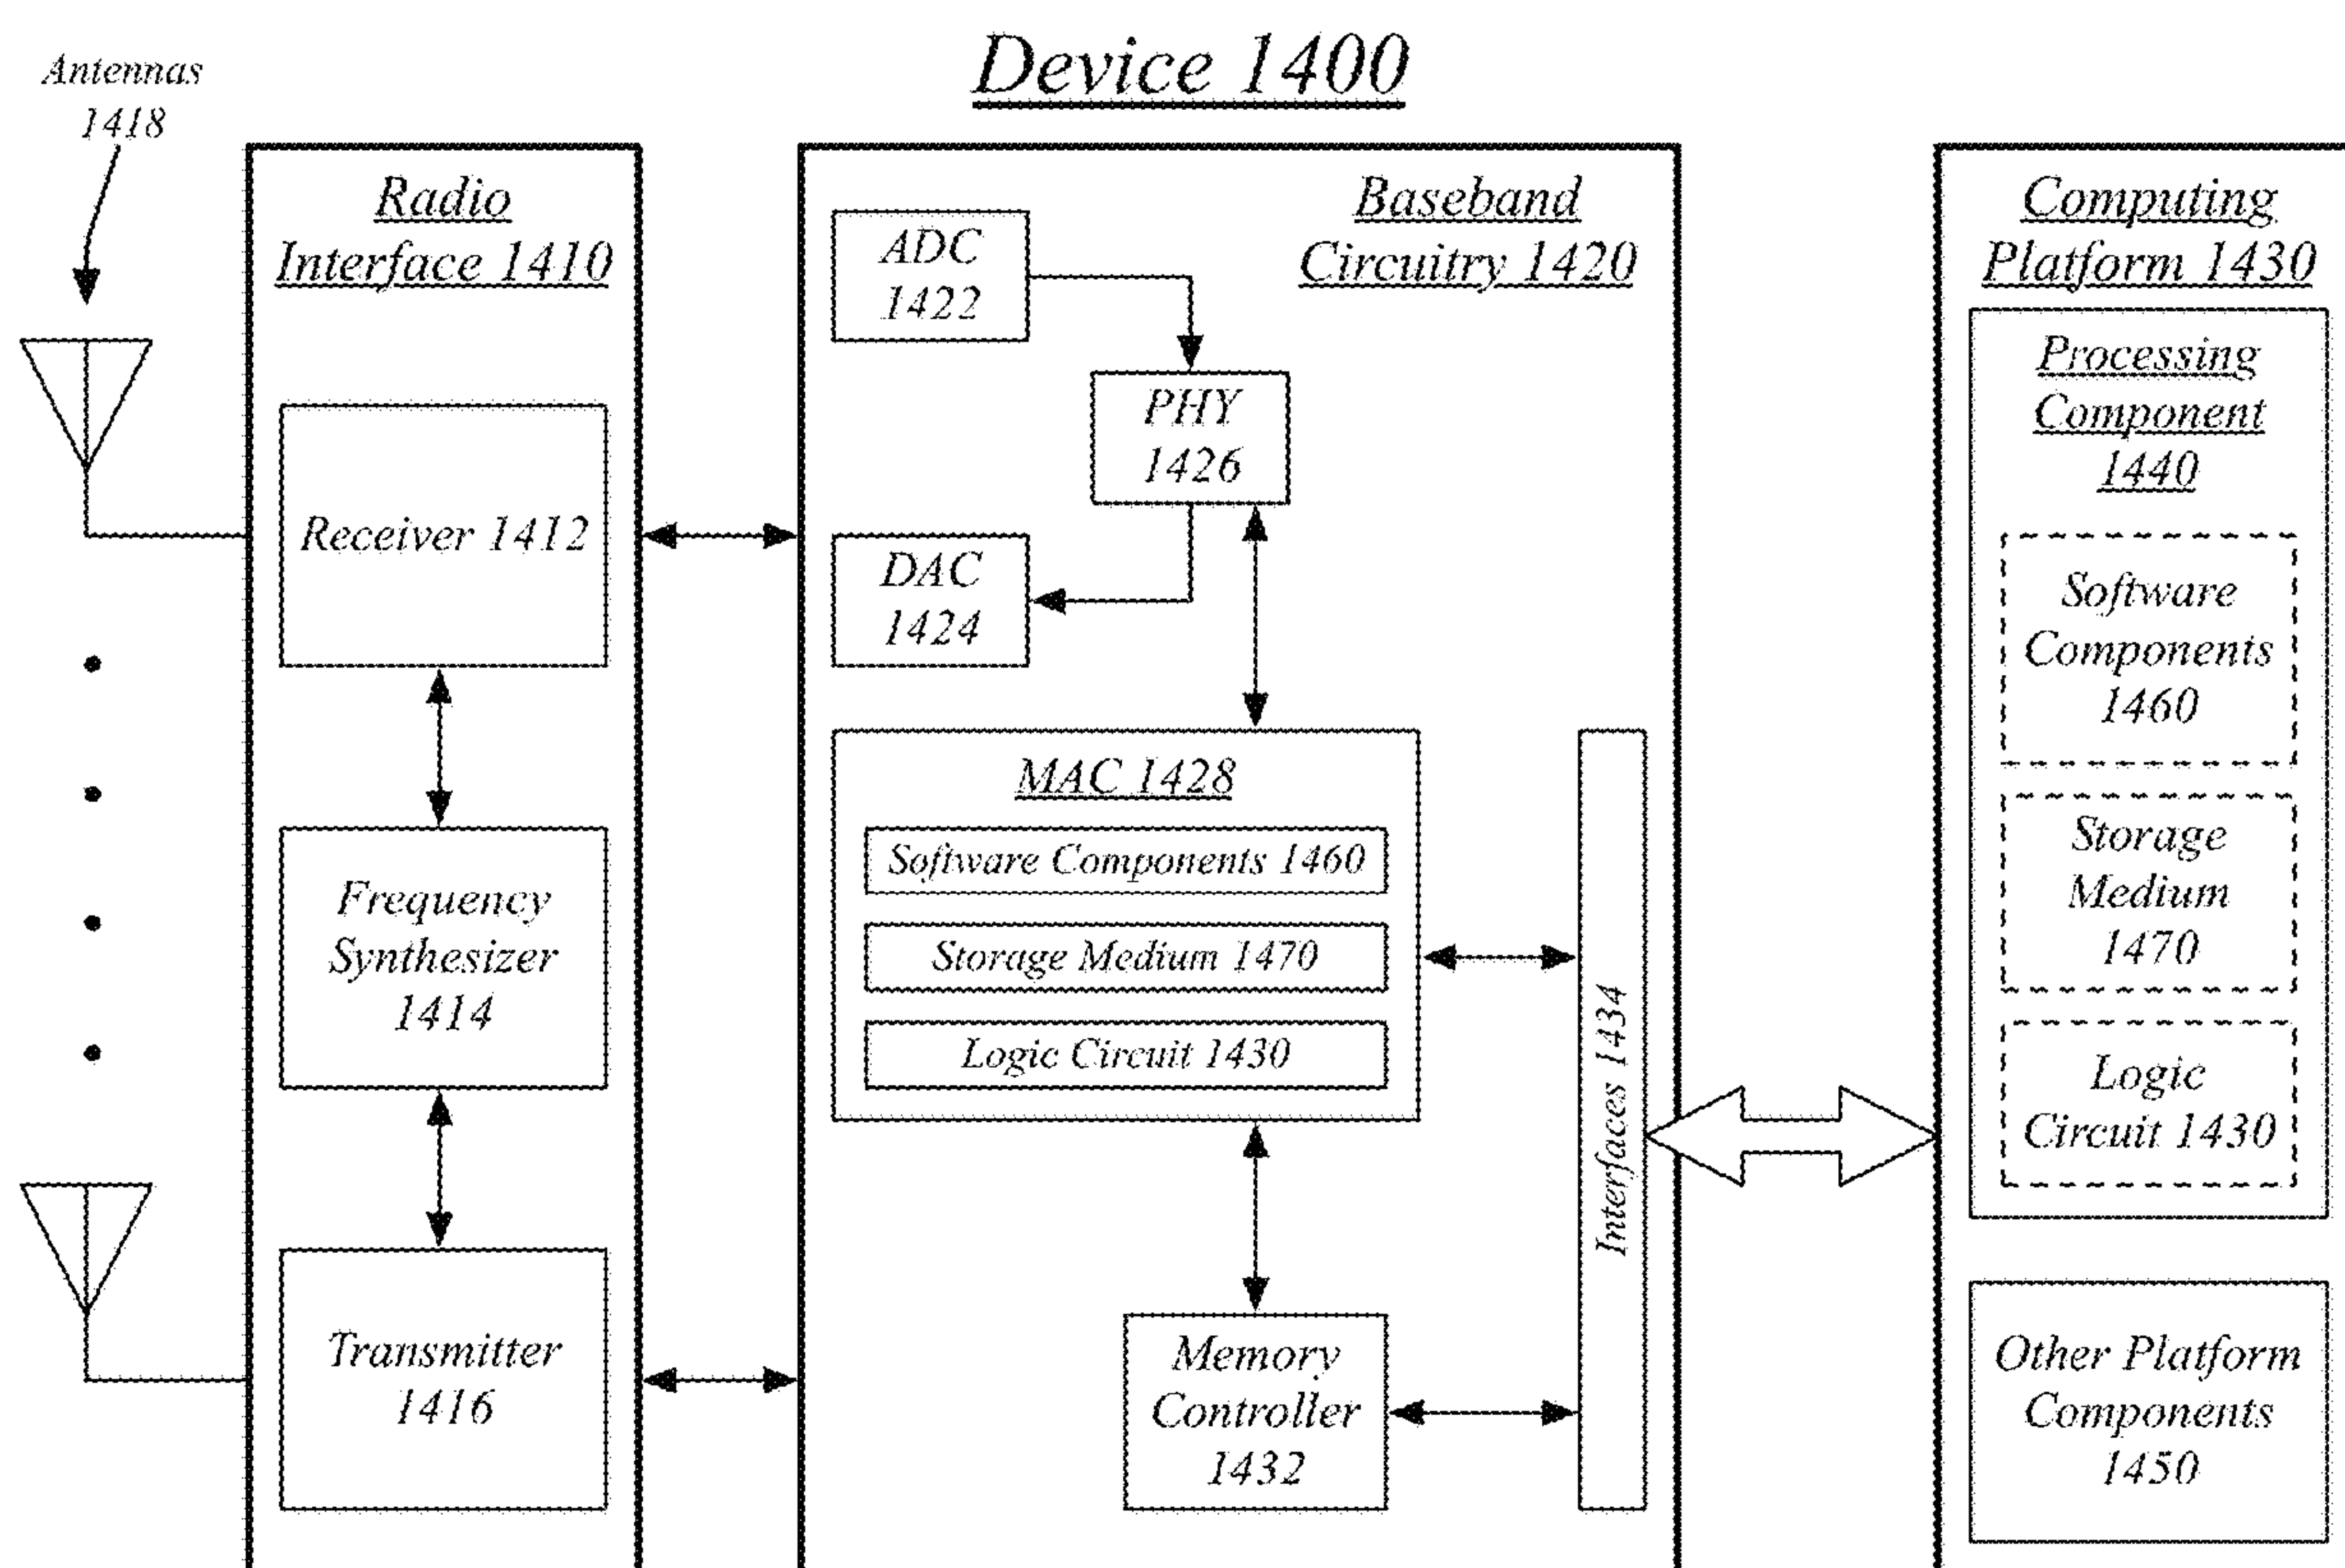 Device 1400
Antennas
1418
Radio
Interface 1410
Receiver 1412
Frequency
Synthesizer
1414
Transmitter
1416
Baseband
Circuitry 1420
ADC
1422
PHY
1426
DAC
1424
MAC 1428
Software Components 1460
Storage Medium 1470
Logic Circuit 1430
Memory
Controller
1432
Interfaces 1434
Computing
Platform 1430
Processing
Component
1440
Software
Components
1460
Storage
Medium
1470
Logic
Circuit 1430
Other Platform
Components
1450